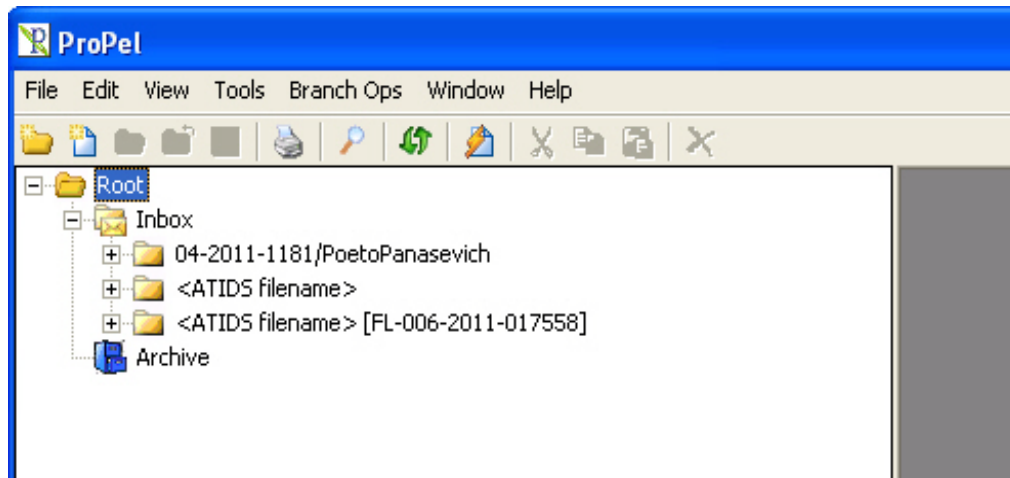 ProPel
File Edit View Tools Branch Ops Window Help
Root
Inbox
04-2011-1181/PoetoPanasevich
<ATIDS filename>
<ATIDS filename> [FL-006-2011-017558]
Archive